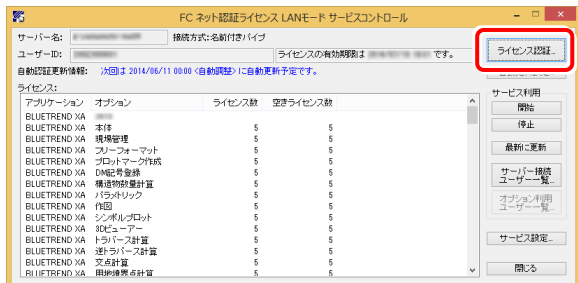 FC ネット認証ライセンス LANモード サービスコントロール
サーバー名: 接続方式:名前付きパイプ
ユーザーID: ライセンスの有効期限は です。
自動認証更新情報: 次回は 2014/06/11 00:00 <自動調整> に自動更新予定です。
ライセンス:
アプリケーション オプション ライセンス数 空きライセンス数
BLUETREND XA
BLUETREND XA 本体 5 5
BLUETREND XA 現場管理 5 5
BLUETREND XA フリーフォーマット 5 5
BLUETREND XA プロットマーク作成 5 5
BLUETREND XA DM記号登録 5 5
BLUETREND XA 構造物数量計算 5 5
BLUETREND XA パラメトリック 5 5
BLUETREND XA 作図 5 5
BLUETREND XA シンボルプロット 5 5
BLUETREND XA 3Dビューアー 5 5
BLUETREND XA トラバース計算 5 5
BLUETREND XA 逆トラバース計算 5 5
BLUETREND XA 交点計算 5 5
BLUETREND XA 用地境界点計算 5 5
ライセンス認証...
サービス利用
開始
停止
最新に更新
サーバー接続
ユーザー一覧...
オプション利用
ユーザー一覧...
サービス設定...
閉じる